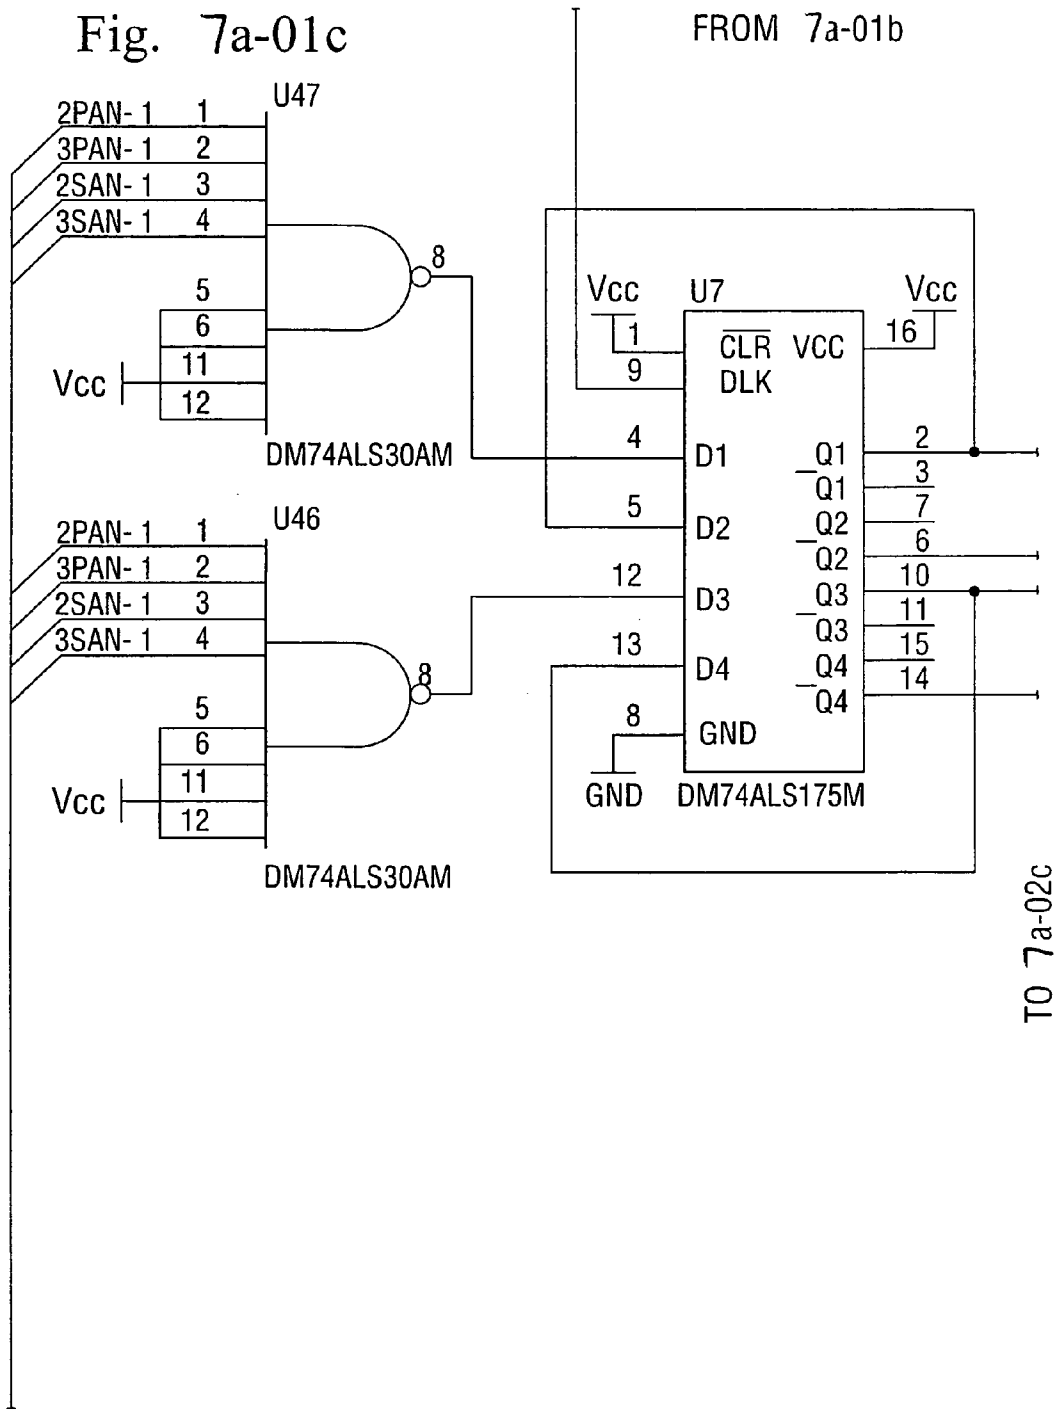 Fig. 7a-01c
FROM 7a-01b
U47
2PAN-1 1
3PAN-1 2
2SAN-1 3
3SAN-1 4
8
5
6
11
12
Vcc
DM74ALS30AM
U46
2PAN-1 1
3PAN-1 2
2SAN-1 3
3SAN-1 4
8
5
6
11
12
Vcc
DM74ALS30AM
Vcc
U7
Vcc
1
CLR
VCC
16
9
DLK
4
D1
Q1
2
Q1
3
5
D2
Q2
7
Q2
6
12
D3
Q3
10
Q3
11
13
D4
Q4
15
Q4
14
8
GND
GND
DM74ALS175M
TO 7a-02c